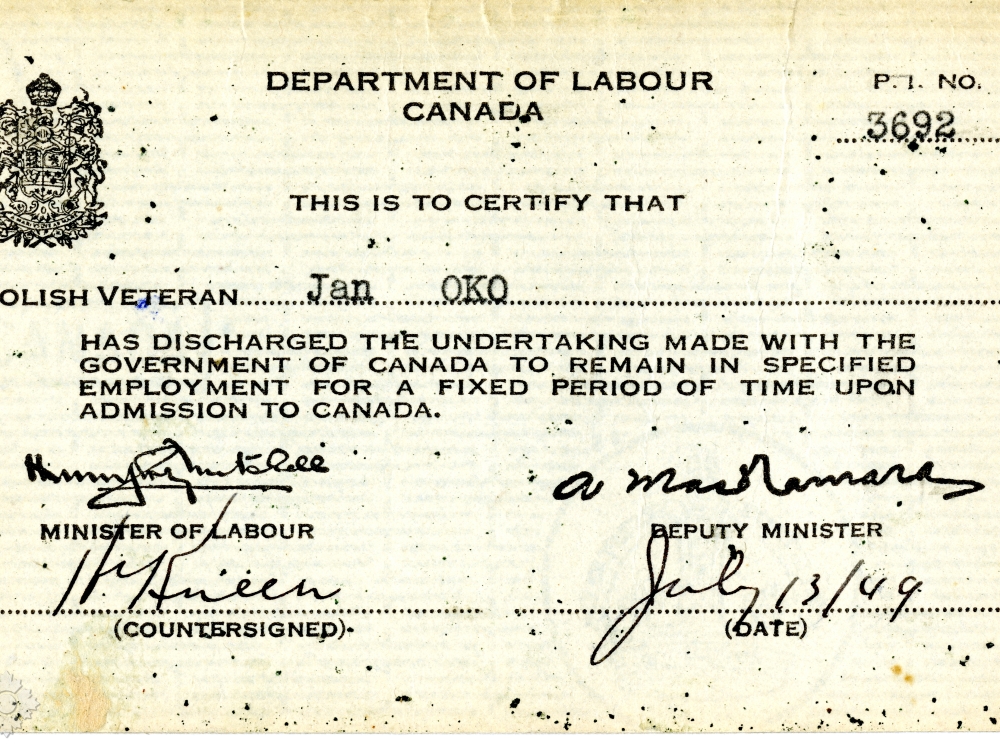 DEPARTMENT OF LABOUR
CANADA
P. I. NO.
3692
THIS IS TO CERTIFY THAT
OLISH VETERAN Jan OKO
HAS DISCHARGED THE UNDERTAKING MADE WITH THE
GOVERNMENT OF CANADA TO REMAIN IN SPECIFIED
EMPLOYMENT FOR A FIXED PERIOD OF TIME UPON
ADMISSION TO CANADA.
Humphrey Mitchell
A MacNamara
MINISTER OF LABOUR
DEPUTY MINISTER
July 13/49
(COUNTERSIGNED)
(DATE)